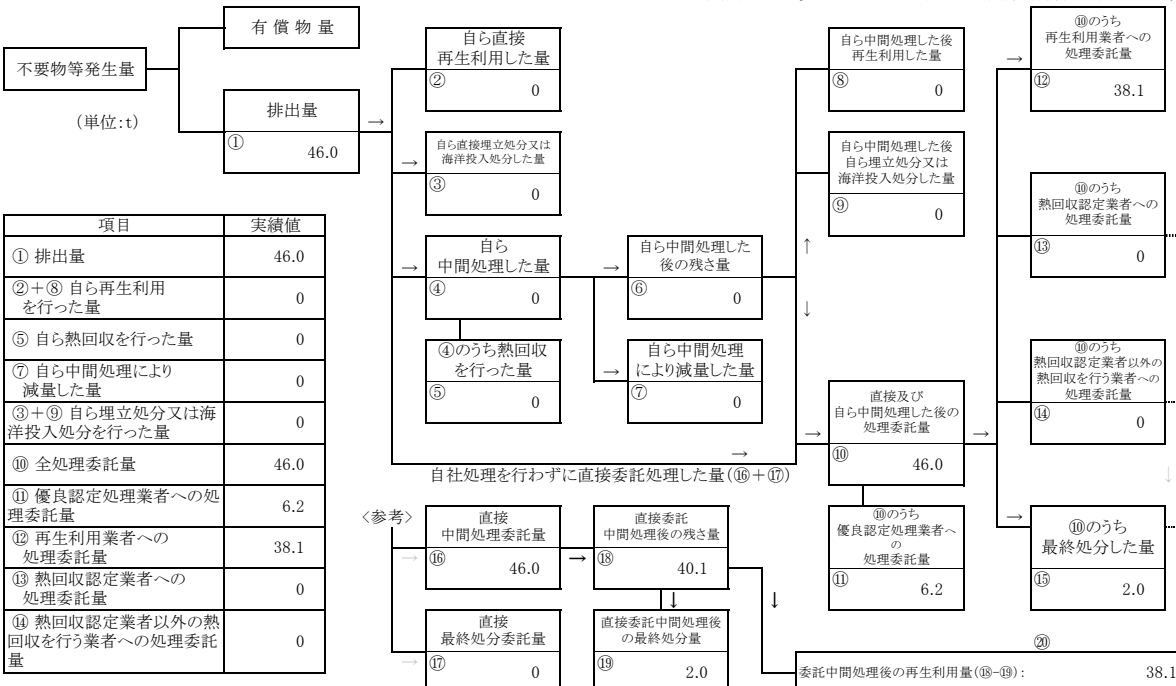 不要物等発生量
(単位:t)
有 償 物 量
排出量
①
46.0
→
自ら直接
再生利用した量
②
0
→
自ら直接埋立処分又は
海洋投入処分した量
③
0
→
自ら
中間処理した量
④
0
④のうち熱回収
を行った量
⑤
0
→
自ら中間処理した
後の残さ量
⑥
0
→
自ら中間処理
により減量した量
⑦
0
自ら中間処理した後
再生利用した量
⑧
0
自ら中間処理した後
自ら埋立処分又は
海洋投入処分した量
⑨
0
↑
↓
→
自社処理を行わずに直接委託処理した量(⑯+⑰)
→
直接及び
自ら中間処理した後の
処理委託量
⑩
46.0
⑩のうち
優良認定処理業者へ
の
処理委託量
⑪
6.2
→
→
⑩のうち
再生利用業者への
処理委託量
⑫
38.1
⑩のうち
熱回収認定業者への
処理委託量
⑬
0
⑩のうち
熱回収認定業者以外の
熱回収を行う業者への
処理委託量
⑭
0
↓
→
⑩のうち
最終処分した量
⑮
2.0
項目 実績値
① 排出量 46.0
②+⑧ 自ら再生利用
を行った量 0
⑤ 自ら熱回収を行った量 0
⑦ 自ら中間処理により
減量した量 0
③+⑨ 自ら埋立処分又は海
洋投入処分を行った量 0
⑩ 全処理委託量 46.0
⑪ 優良認定処理業者への処
理委託量 6.2
⑫ 再生利用業者への
処理委託量 38.1
⑬ 熱回収認定業者への
処理委託量 0
⑭ 熱回収認定業者以外の熱
回収を行う業者への処理委託
量 0
〈参考〉
→
直接
中間処理委託量
⑯
46.0
→
直接委託
中間処理後の残さ量
⑱
40.1
↓
↓
→
直接
最終処分委託量
⑰
0
直接委託中間処理後
の最終処分量
⑲
2.0
⑳
委託中間処理後の再生利用量(⑱-⑲): 38.1